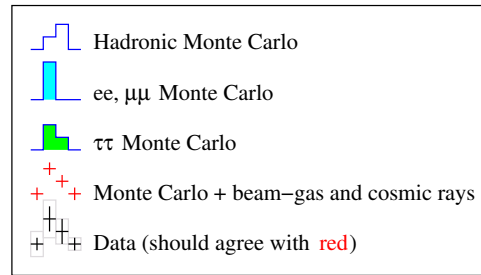 Hadronic Monte Carlo
ee, μμ Monte Carlo
ττ Monte Carlo
Monte Carlo + beam−gas and cosmic rays
Data (should agree with red)